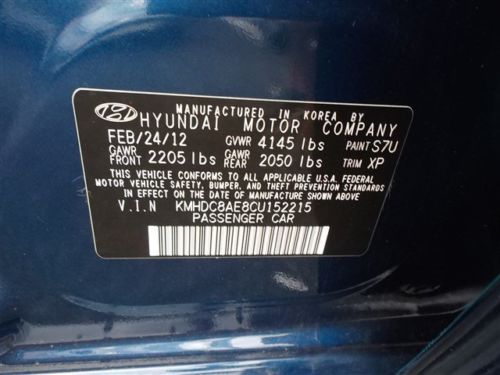 MANUFACTURED IN KOREA BY
HYUNDAI MOTOR COMPANY
FEB/24/12 GVWR 4145 lbs PAINT S7U
GAWR FRONT 2205 lbs GAWR REAR 2050 lbs TRIM XP
THIS VEHICLE CONFORMS TO ALL APPLICABLE U.S.A. FEDERAL
MOTOR VEHICLE SAFETY, BUMPER, AND THEFT PREVENTION STANDARDS
IN EFFECT ON THE DATE OF MANUFACTURE SHOWN ABOVE.
V.I.N KMHDC8AE8CU152215
PASSENGER CAR